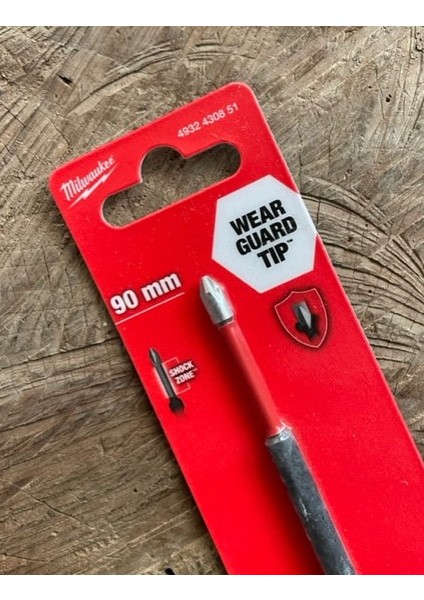 4932 4308 51
Milwaukee
WEAR
GUARD
TIP™
90 mm
SHOCK
ZONE™